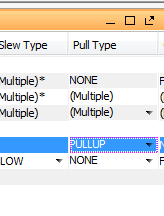 Slew Type Pull Type
Multiple)* NONE
Multiple)* (Multiple)
Multiple)* (Multiple)
PULLUP
LOW NONE